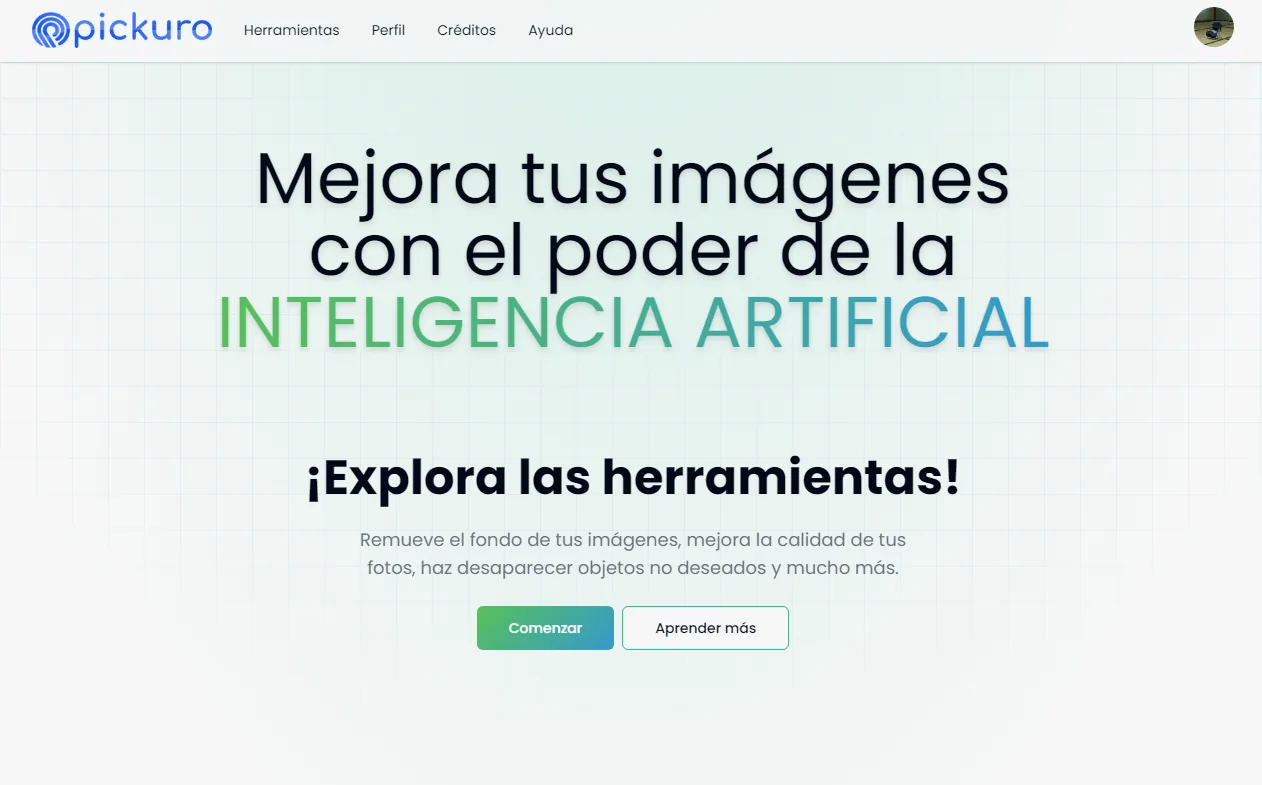 pickuro
Herramientas
Perfil
Créditos
Ayuda
Mejora tus imágenes
con el poder de la
INTELIGENCIA ARTIFICIAL
¡Explora las herramientas!
Remueve el fondo de tus imágenes, mejora la calidad de tus
fotos, haz desaparecer objetos no deseados y mucho más.
Comenzar
Aprender más